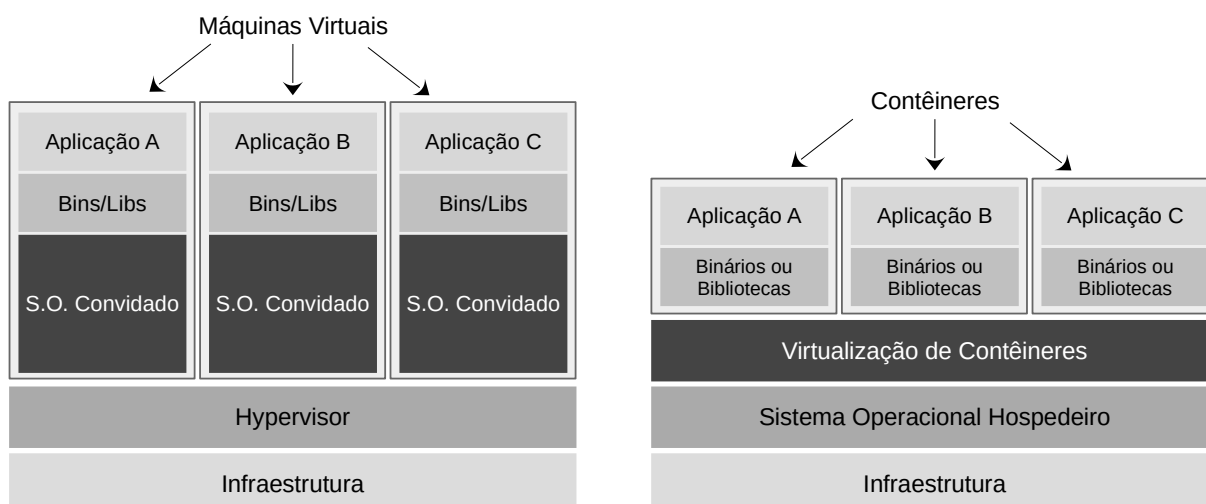 Máquinas Virtuais
Aplicação A
Aplicação B
Aplicação C
Bins/Libs
Bins/Libs
Bins/Libs
S.O. Convidado
S.O. Convidado
S.O. Convidado
Hypervisor
Infraestrutura
Contêineres
Aplicação A
Aplicação B
Aplicação C
Binários ou
Bibliotecas
Binários ou
Bibliotecas
Binários ou
Bibliotecas
Virtualização de Contêineres
Sistema Operacional Hospedeiro
Infraestrutura